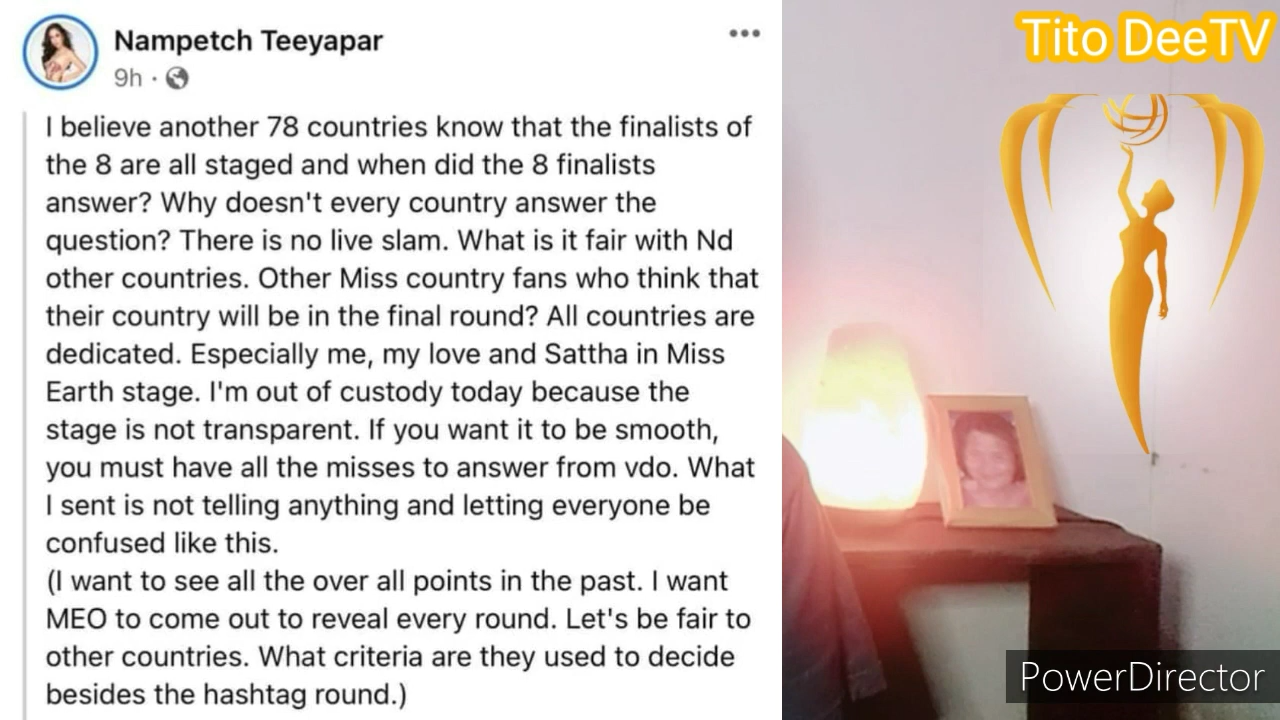 Nampetch Teeyapar
9h ·
I believe another 78 countries know that the finalists of
the 8 are all staged and when did the 8 finalists
answer? Why doesn't every country answer the
question? There is no live slam. What is it fair with Nd
other countries. Other Miss country fans who think that
their country will be in the final round? All countries are
dedicated. Especially me, my love and Sattha in Miss
Earth stage. I'm out of custody today because the
stage is not transparent. If you want it to be smooth,
you must have all the misses to answer from vdo. What
I sent is not telling anything and letting everyone be
confused like this.
(I want to see all the over all points in the past. I want
MEO to come out to reveal every round. Let's be fair to
other countries. What criteria are they used to decide
besides the hashtag round.)
Tito DeeTV
PowerDirector